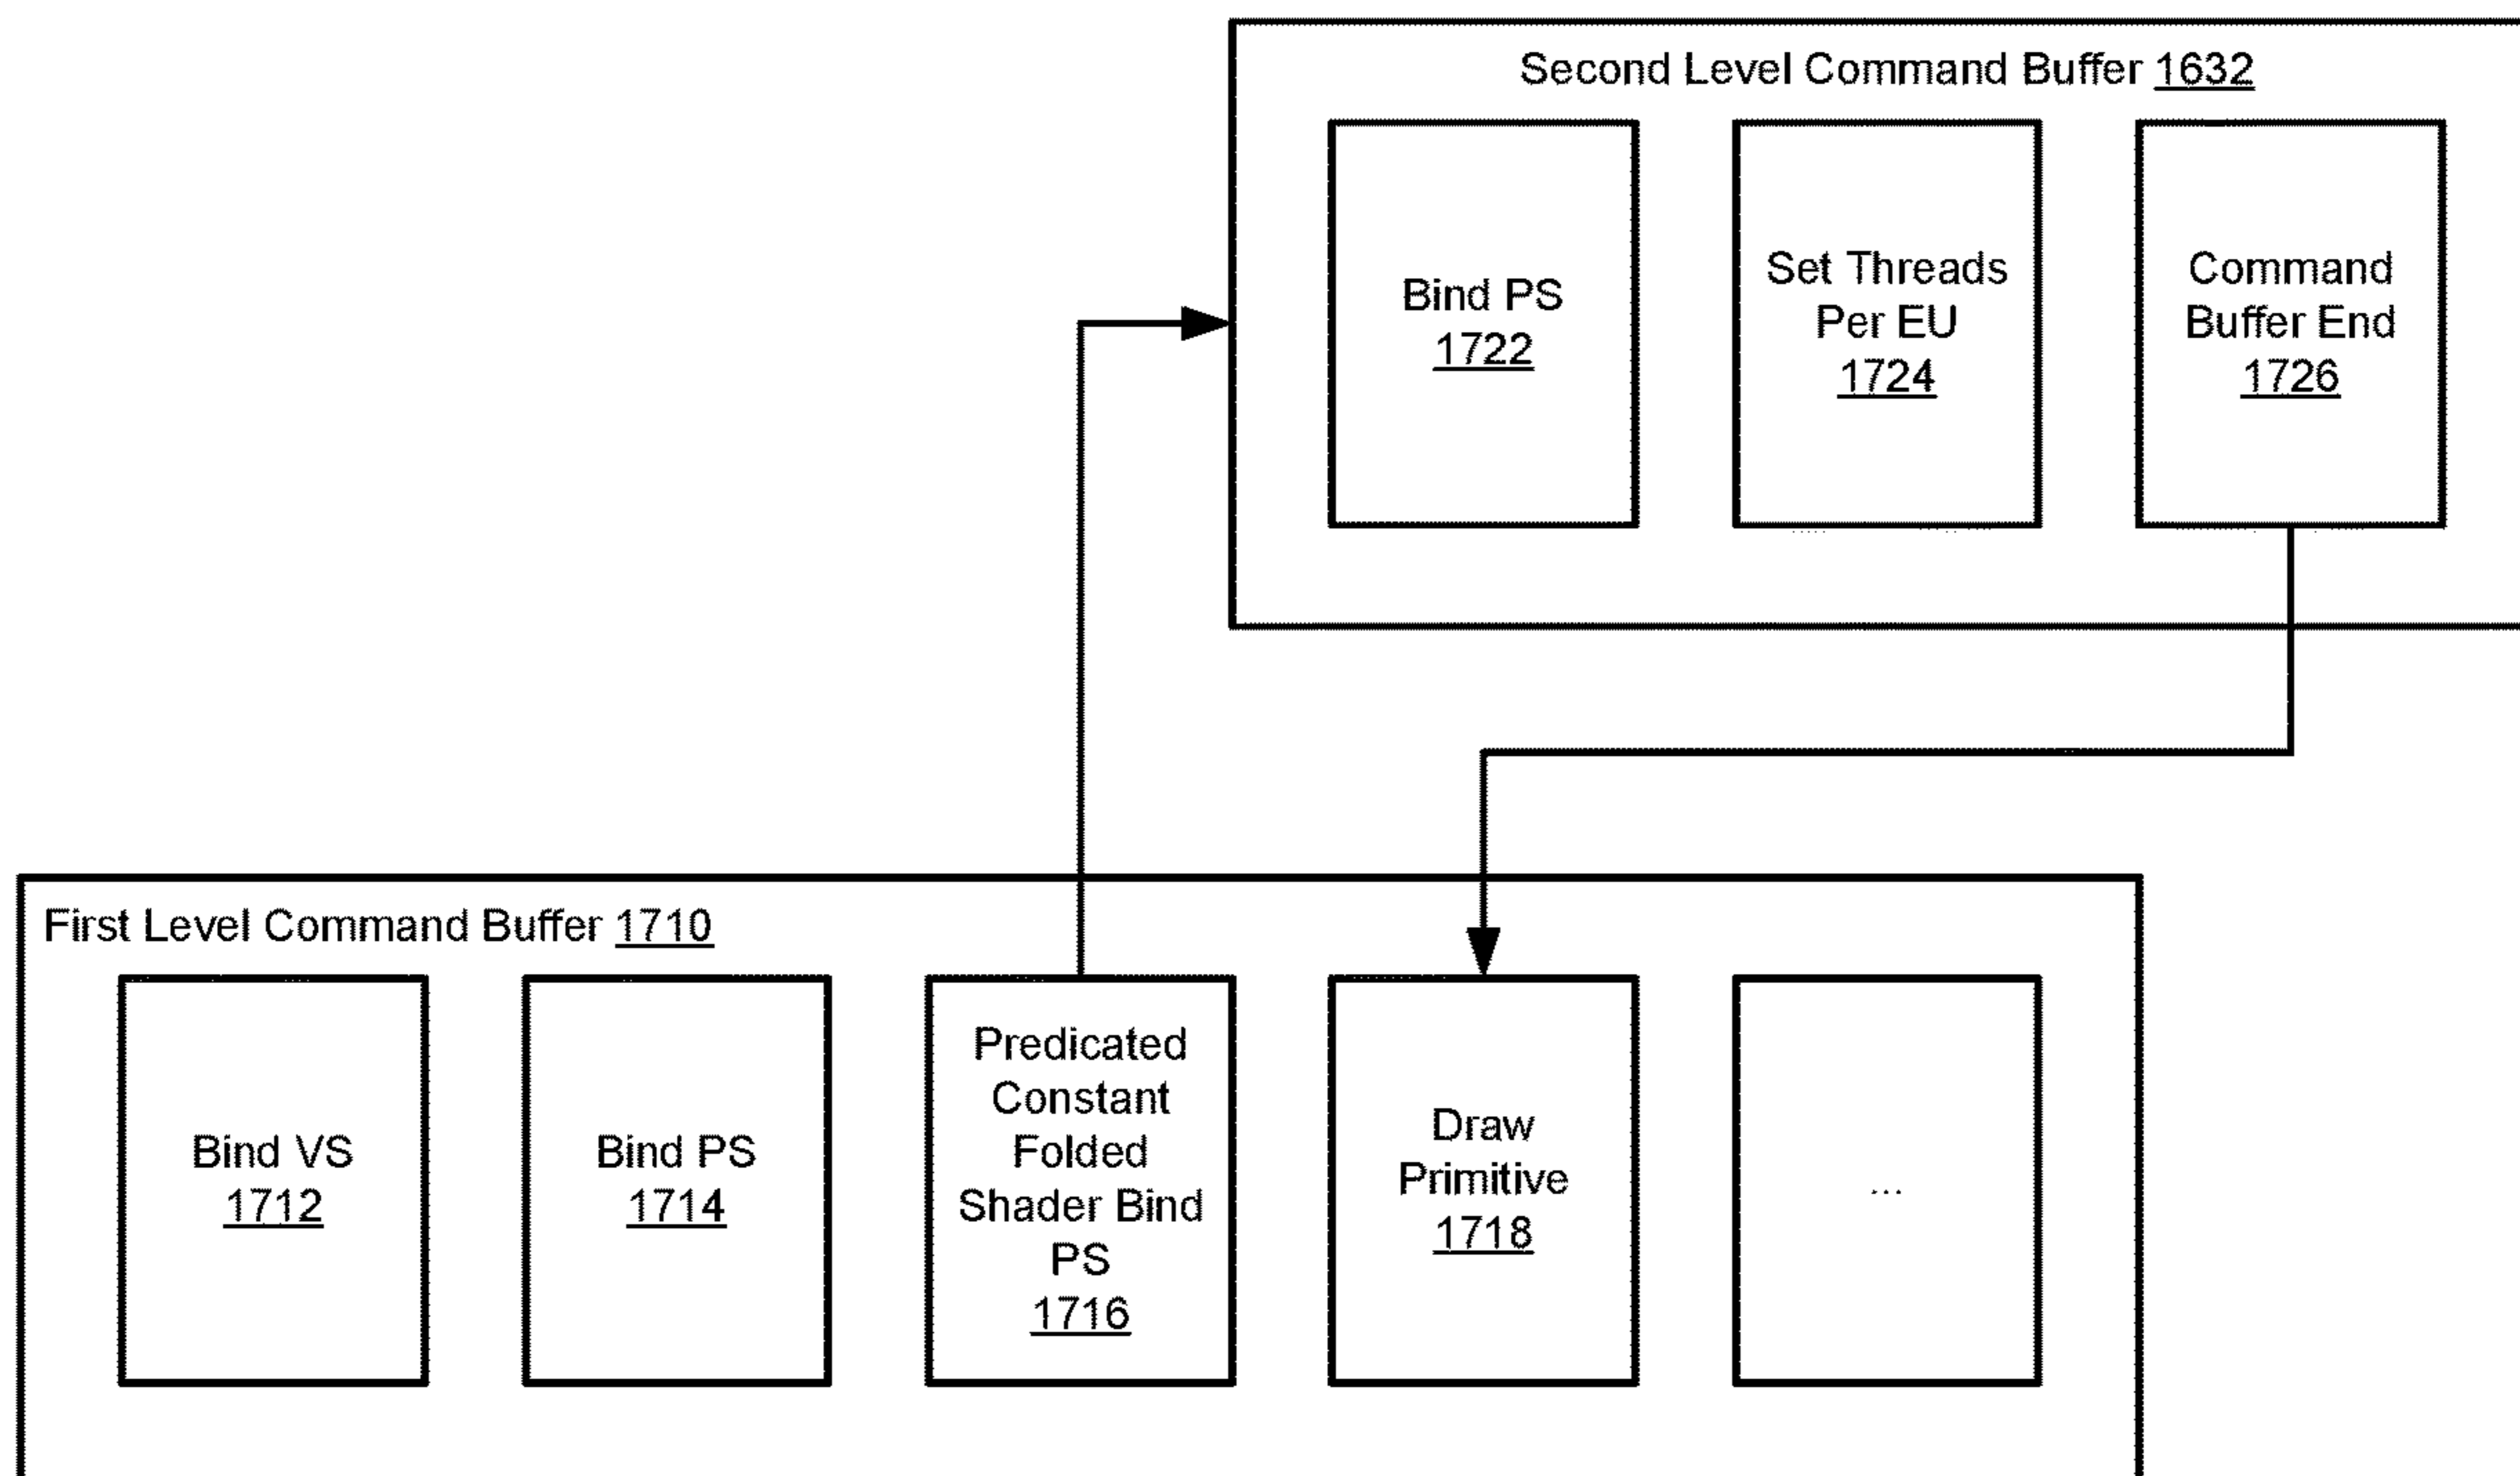 Second Level Command Buffer 1632
Bind PS
1722
Set Threads
Per EU
1724
Command
Buffer End
1726
First Level Command Buffer 1710
Bind VS
1712
Bind PS
1714
Predicated
Constant
Folded
Shader Bind
PS
1716
Draw
Primitive
1718
...